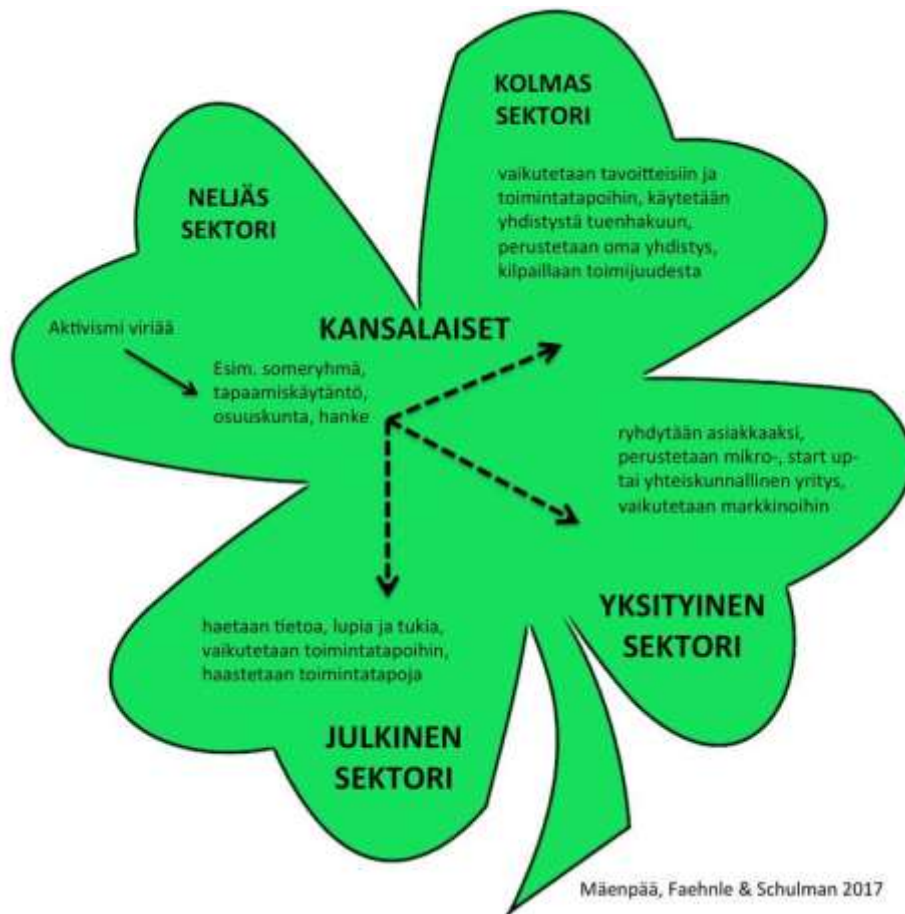 KOLMAS
SEKTORI
vaikutetaan tavoitteisiin ja
toimintatapoihin, käytetään
yhdistystä tuenhakuun,
perustetaan oma yhdistys,
kilpaillaan toimijuudesta
NELJÄS
SEKTORI
Aktivismi viriää
KANSALAISET
Esim. someryhmä,
tapaamiskäytäntö,
osuuskunta, hanke
ryhdytään asiakkaaksi,
perustetaan mikro-, start up-
tai yhteiskunnallinen yritys,
vaikutetaan markkinoihin
YKSITYINEN
SEKTORI
haetaan tietoa, lupia ja tukia,
vaikutetaan toimintatapoihin,
haastetaan toimintatapoja
JULKINEN
SEKTORI
Mäenpää, Faehnle & Schulman 2017